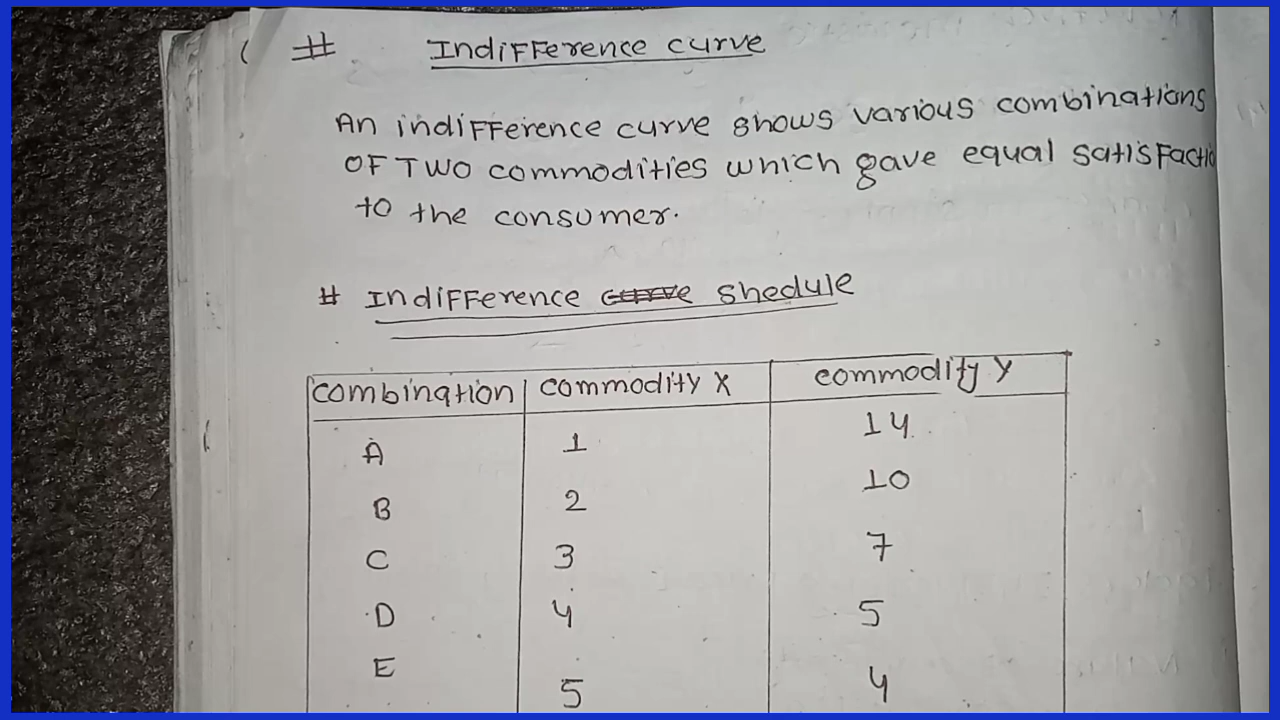 # Indifference curve
An indifference curve shows various combinations
of two commodities which gave equal satisfactio
to the consumer.
# Indifference curve shedule
combination commodity X commodity Y
A 1 14
B 2 10
C 3 7
D 4 5
E 5 4